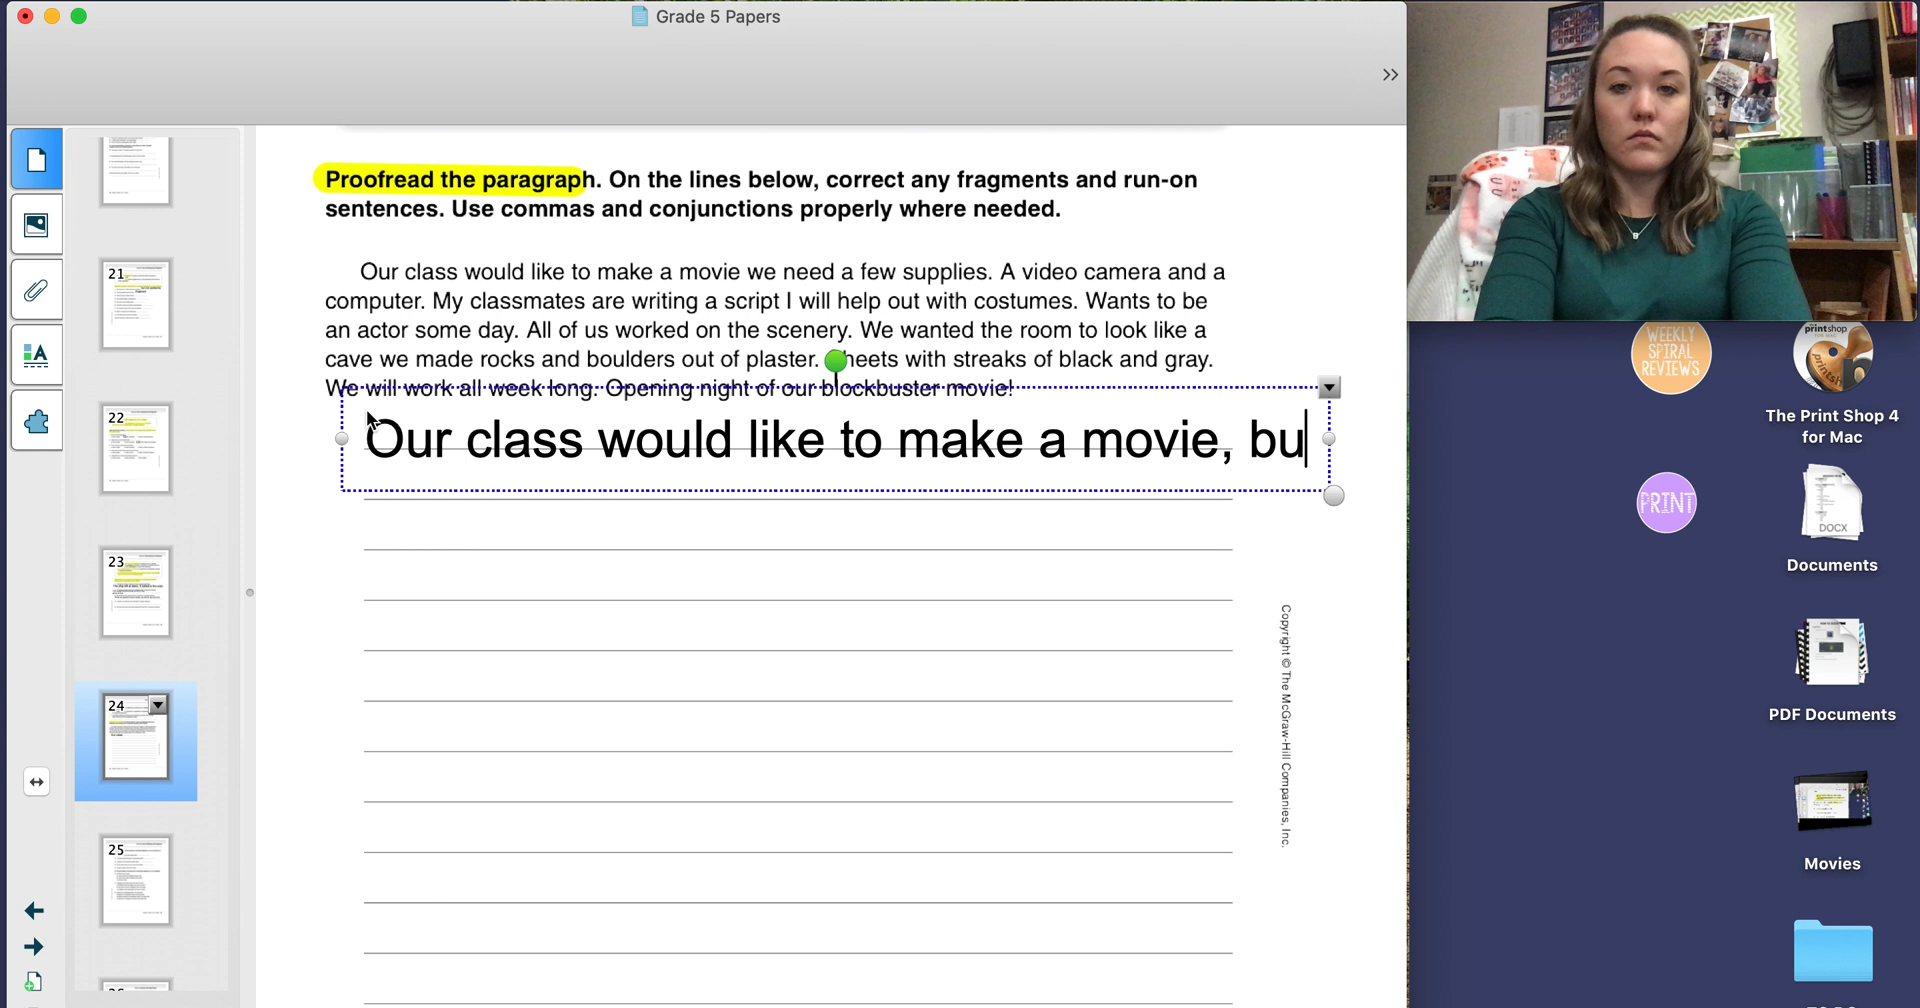 Grade 5 Papers
Proofread the paragraph. On the lines below, correct any fragments and run-on
sentences. Use commas and conjunctions properly where needed.
Our class would like to make a movie we need a few supplies. A video camera and a
computer. My classmates are writing a script I will help out with costumes. Wants to be
an actor some day. All of us worked on the scenery. We wanted the room to look like a
cave we made rocks and boulders out of plaster. heets with streaks of black and gray.
We will work all week long. Opening night of our blockbuster movie!
Our class would like to make a movie, bu
Copyright © The McGraw-Hill Companies, Inc.
21
22
23
24
25
WEEKLY
SPIRAL
REVIEWS
printshop
The Print Shop 4
for Mac
PRINT
DOCX
Documents
PDF Documents
Movies